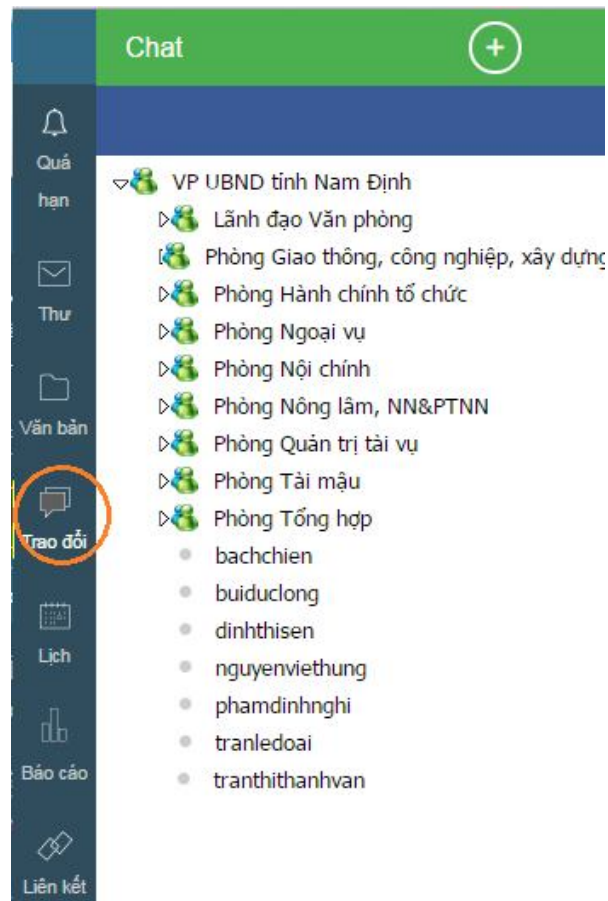 Chat
+
Quá
hạn
Thư
Văn bản
Trao đổi
Lịch
Báo cáo
Liên kết
VP UBND tỉnh Nam Định
Lãnh đạo Văn phòng
Phòng Giao thông, công nghiệp, xây dựng
Phòng Hành chính tổ chức
Phòng Ngoại vụ
Phòng Nội chính
Phòng Nông lâm, NN&PTNN
Phòng Quản trị tài vụ
Phòng Tài mậu
Phòng Tổng hợp
bachchien
buiduclong
dinhthisen
nguyenviethung
phamdinhnghi
tranledoai
tranthithanhvan